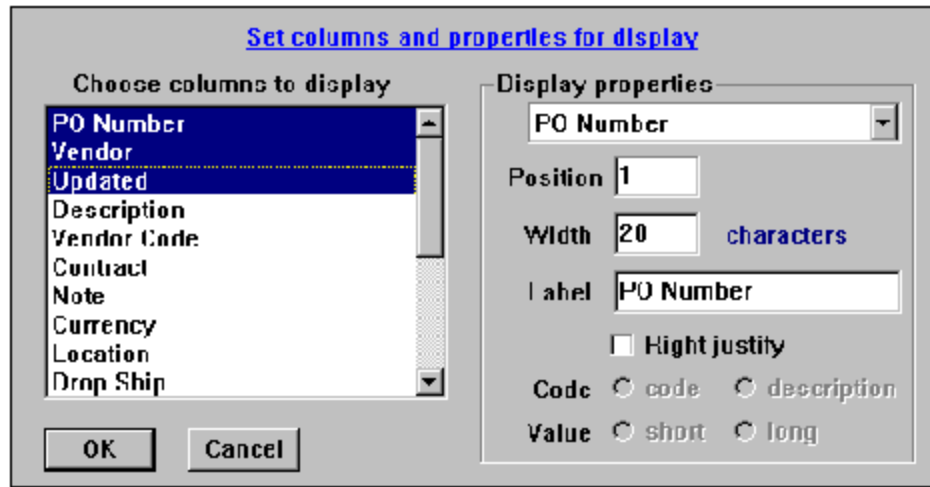 Set columns and properties for display
Choose columns to display
PO Number
Vendor
Updated
Description
Vendor Code
Contract
Note
Currency
Location
Drop Ship
OK
Cancel
Display properties
PO Number
Position 1
Width 20 characters
Label PO Number
Right justify
Code code description
Value short long